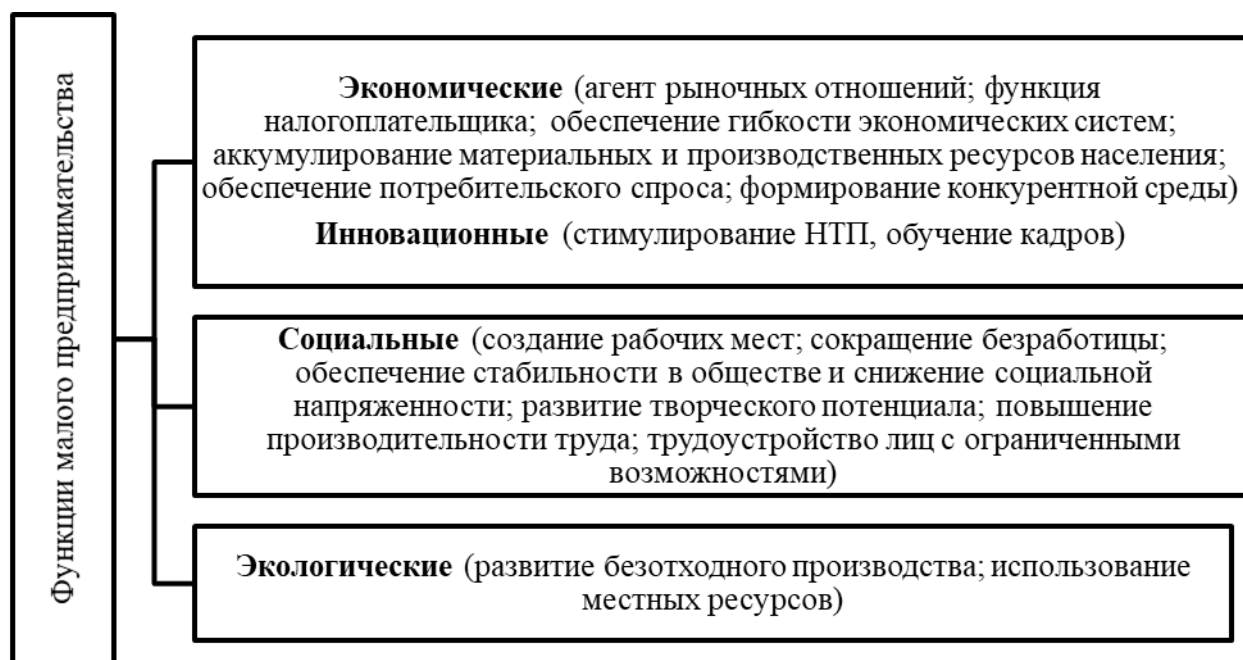 Функции малого предпринимательства
Экономические (агент рыночных отношений; функция
налогоплательщика; обеспечение гибкости экономических систем;
аккумулирование материальных и производственных ресурсов населения;
обеспечение потребительского спроса; формирование конкурентной среды)
Инновационные (стимулирование НТП, обучение кадров)
Социальные (создание рабочих мест; сокращение безработицы;
обеспечение стабильности в обществе и снижение социальной
напряженности; развитие творческого потенциала; повышение
производительности труда; трудоустройство лиц с ограниченными
возможностями)
Экологические (развитие безотходного производства; использование
местных ресурсов)